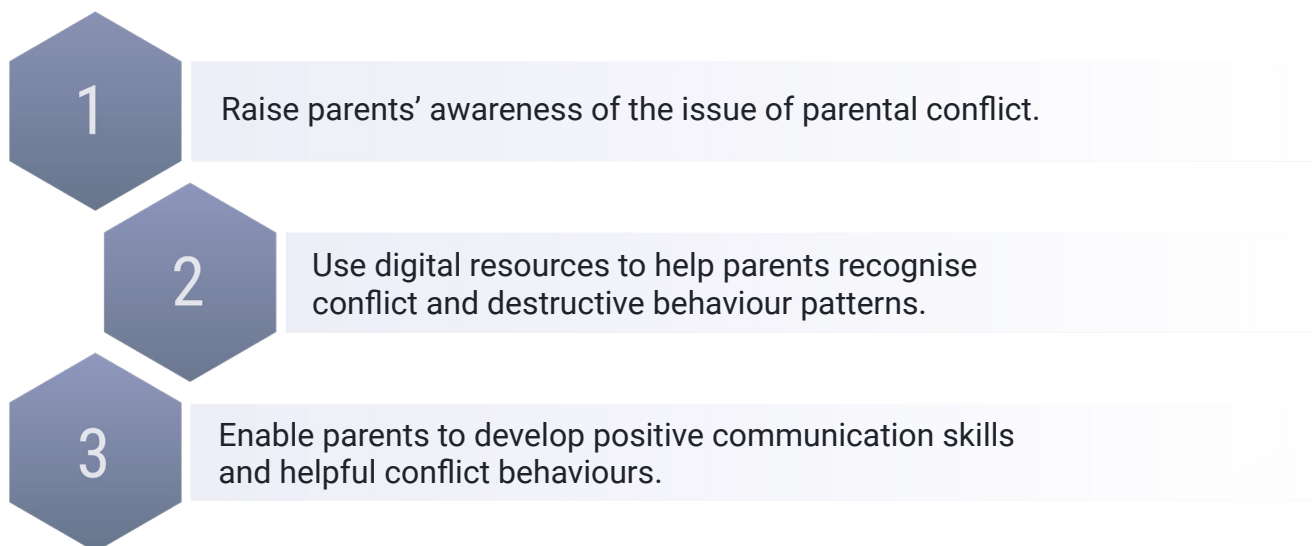 1
Raise parents’ awareness of the issue of parental conflict.
2
Use digital resources to help parents recognise
conflict and destructive behaviour patterns.
3
Enable parents to develop positive communication skills
and helpful conflict behaviours.